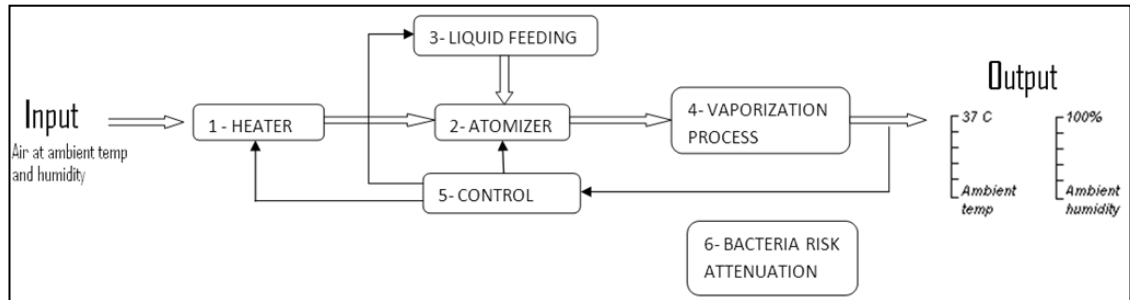 Input
Air at ambient temp
and humidity
1 - HEATER
3- LIQUID FEEDING
2- ATOMIZER
5- CONTROL
4- VAPORIZATION
PROCESS
6- BACTERIA RISK
ATTENUATION
Output
37 C
Ambient
temp
100%
Ambient
humidity